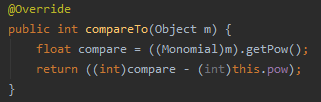 @Override
public int compareTo(Object m) {
    float compare = ((Monomial)m).getPow();
    return ((int)compare - (int)this.pow);
}